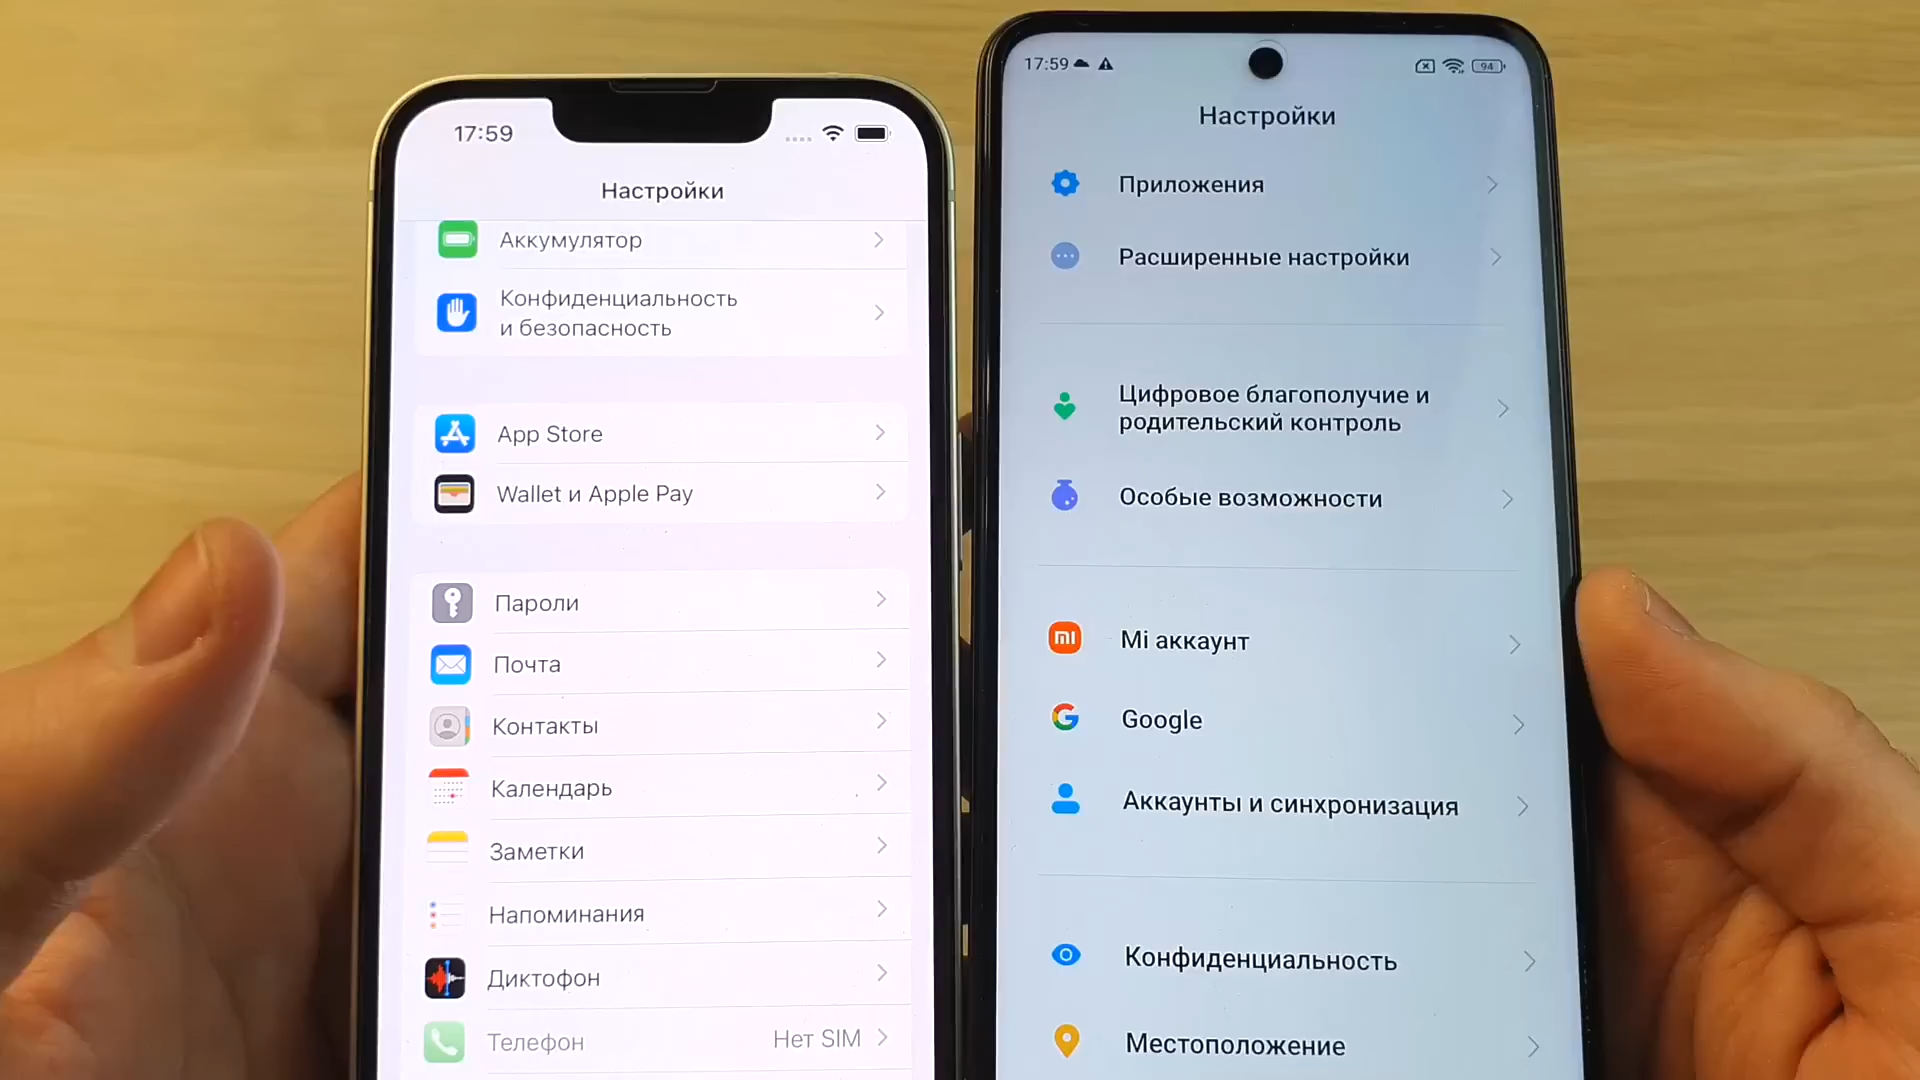 17:59
Настройки
Аккумулятор
Конфиденциальность
и безопасность
App Store
Wallet и Apple Pay
Пароли
Почта
Контакты
Календарь
Заметки
Напоминания
Диктофон
Телефон Нет SIM
17:59 94
Настройки
Приложения
Расширенные настройки
Цифровое благополучие и
родительский контроль
Особые возможности
Mi аккаунт
Google
Аккаунты и синхронизация
Конфиденциальность
Местоположение